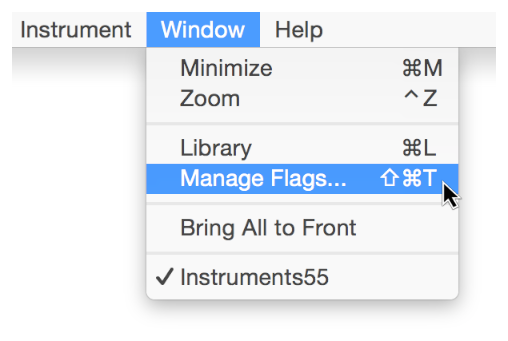 Instrument Window Help
Minimize ⌘M
Zoom ⌃Z
Library ⌘L
Manage Flags... ⇧⌘T
Bring All to Front
✓ Instruments55